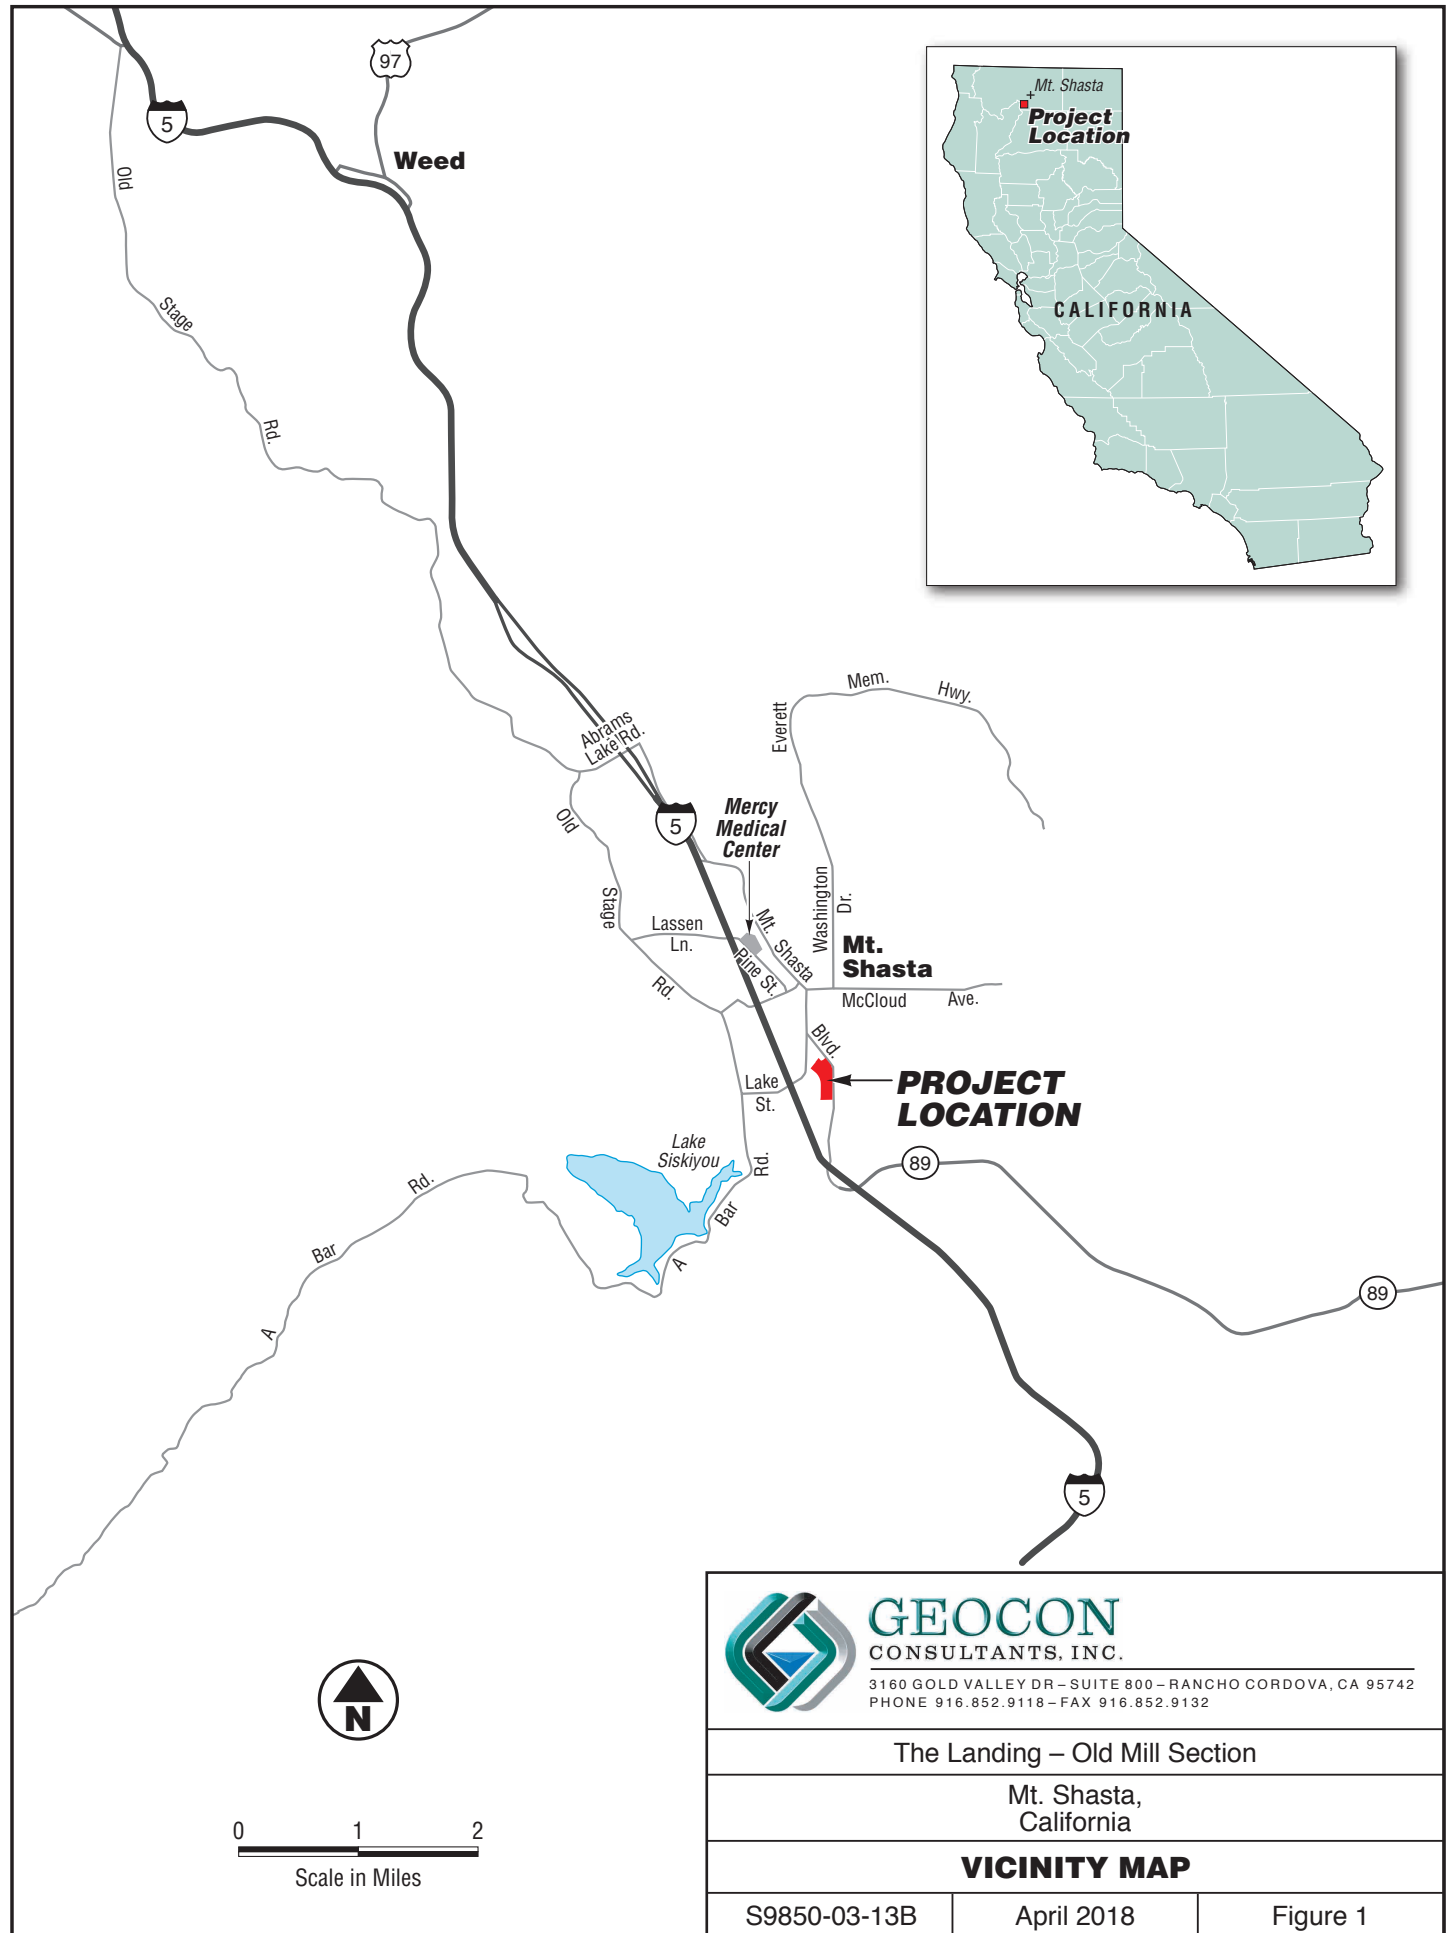 97
5
Weed
Old
Stage
Rd.
Mt. Shasta
Project
Location
CALIFORNIA
Mem.
Hwy.
Everett
Abrams
Lake Rd.
Old
5
Mercy
Medical
Center
Stage
Lassen
Ln.
Rd.
Mt. Shasta
Pine St.
Washington
Dr.
Mt.
Shasta
McCloud Ave.
Blvd.
Lake
St.
PROJECT
LOCATION
Lake
Siskiyou
Rd.
Bar
A
89
89
Rd.
Bar
A
5
N
0 1 2
Scale in Miles
GEOCON
CONSULTANTS, INC.
3160 GOLD VALLEY DR – SUITE 800 – RANCHO CORDOVA, CA 95742
PHONE 916.852.9118 – FAX 916.852.9132
The Landing – Old Mill Section
Mt. Shasta,
California
VICINITY MAP
S9850-03-13B April 2018 Figure 1